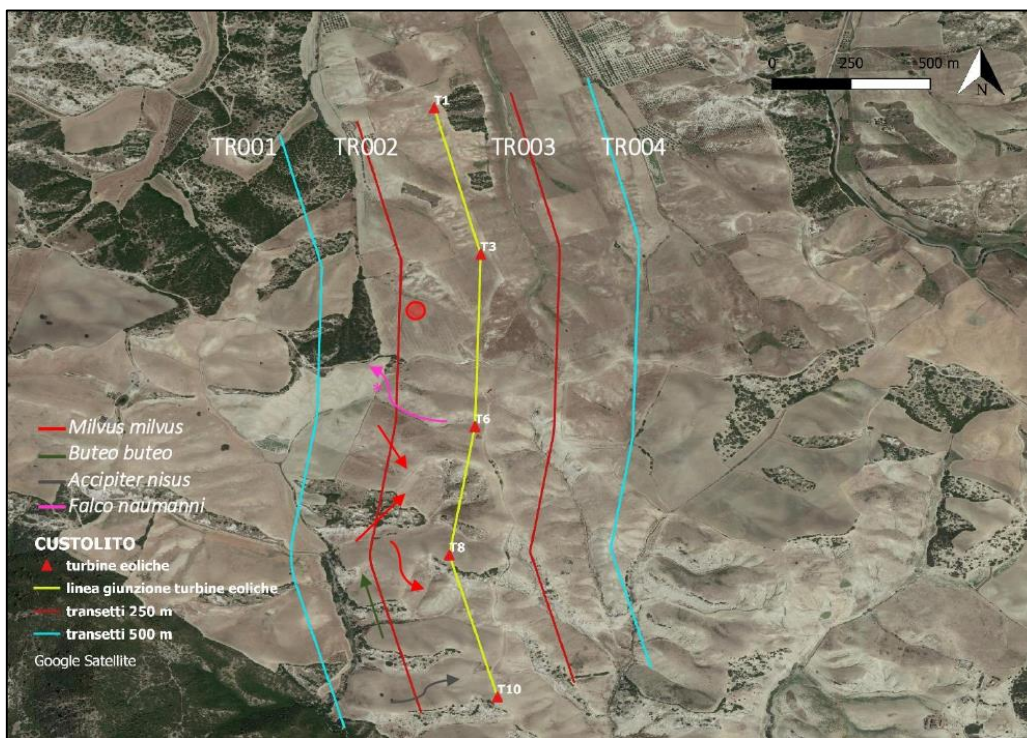 0 250 500 m
N
T1
TR001 TR002 TR003 TR004
T3
T6
Milvus milvus
Buteo buteo
Accipiter nisus
Falco naumanni
CUSTOLITO
T8
turbine eoliche
linea giunzione turbine eoliche
transetti 250 m
transetti 500 m
Google Satellite
T10